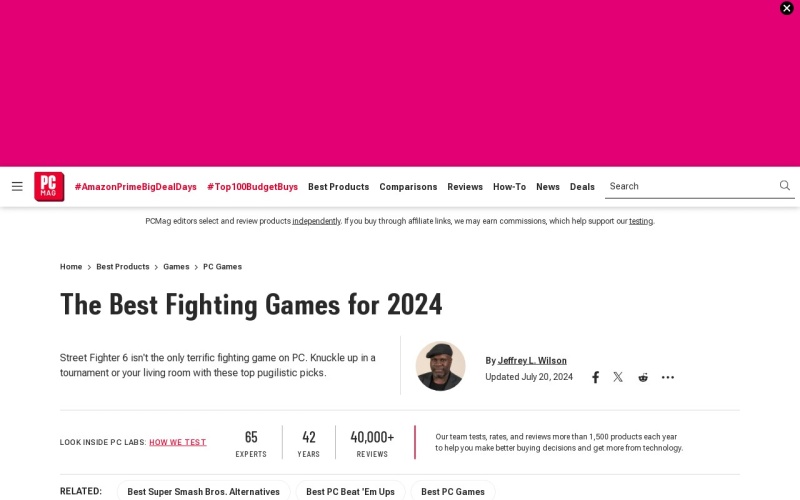 PC
MAG
#AmazonPrimeBigDealDays #Top100BudgetBuys Best Products Comparisons Reviews How-To News Deals Search
PCMag editors select and review products independently. If you buy through affiliate links, we may earn commissions, which help support our testing.
Home > Best Products > Games > PC Games
The Best Fighting Games for 2024
Street Fighter 6 isn't the only terrific fighting game on PC. Knuckle up in a
tournament or your living room with these top pugilistic picks.
By Jeffrey L. Wilson
Updated July 20, 2024
LOOK INSIDE PC LABS: HOW WE TEST
65
EXPERTS
42
YEARS
40,000+
REVIEWS
Our team tests, rates, and reviews more than 1,500 products each year
to help you make better buying decisions and get more from technology.
RELATED: Best Super Smash Bros. Alternatives Best PC Beat 'Em Ups Best PC Games